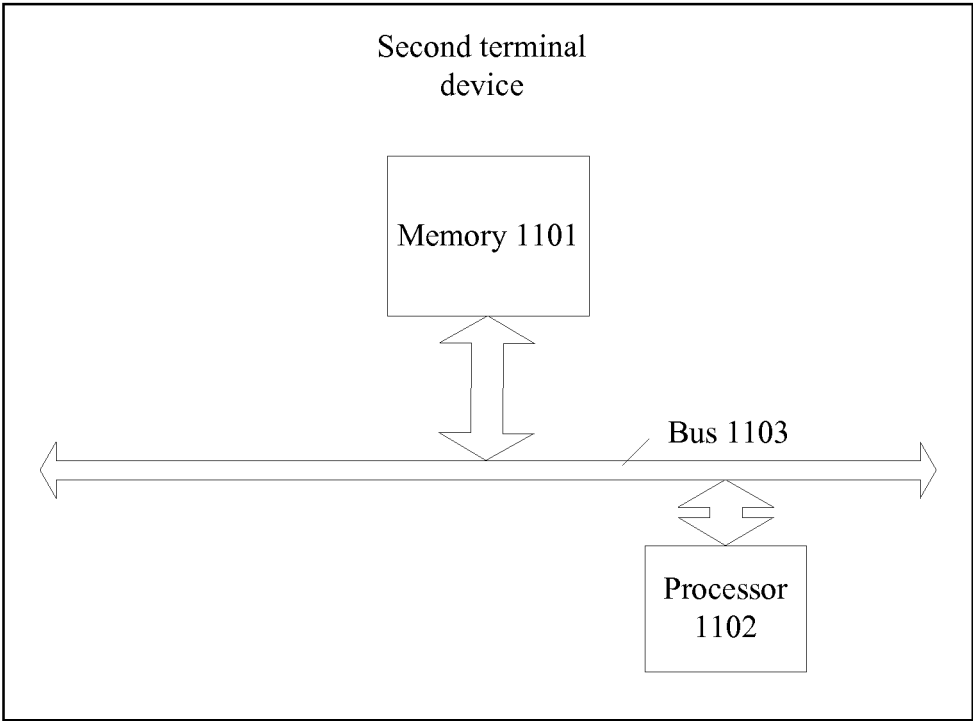 Second terminal
device
Memory 1101
Bus 1103
Processor
1102